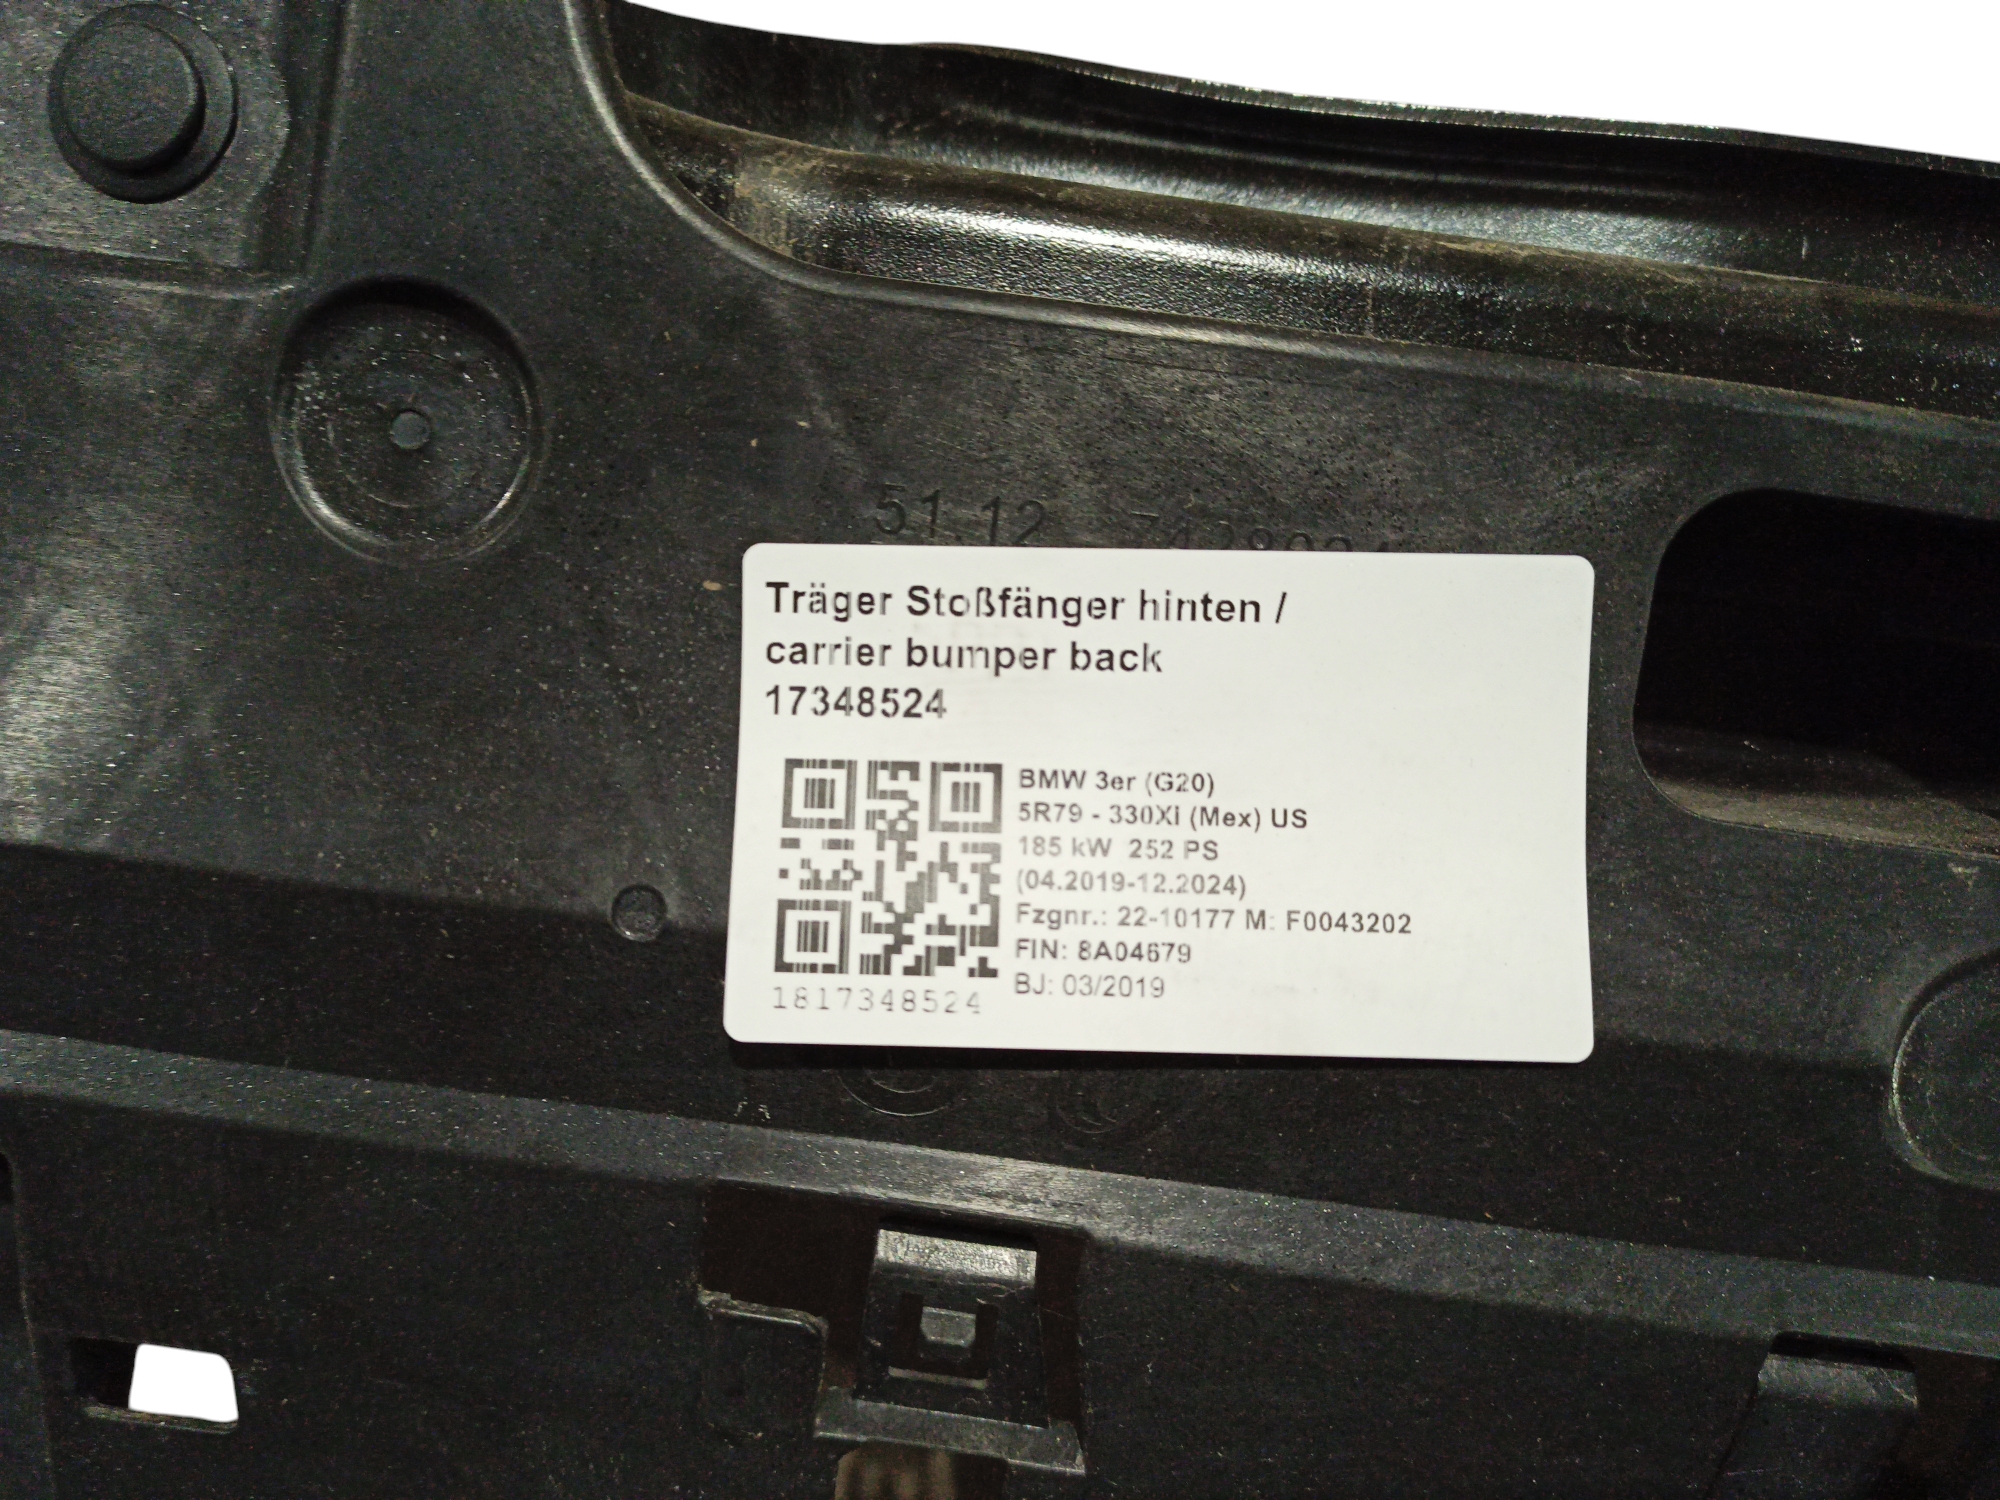 51.12
Träger Stoßfänger hinten /
carrier bumper back
17348524
BMW 3er (G20)
5R79 - 330Xi (Mex) US
185 kW 252 PS
(04.2019-12.2024)
Fzgnr.: 22-10177 M: F0043202
FIN: 8A04679
BJ: 03/2019
1817348524